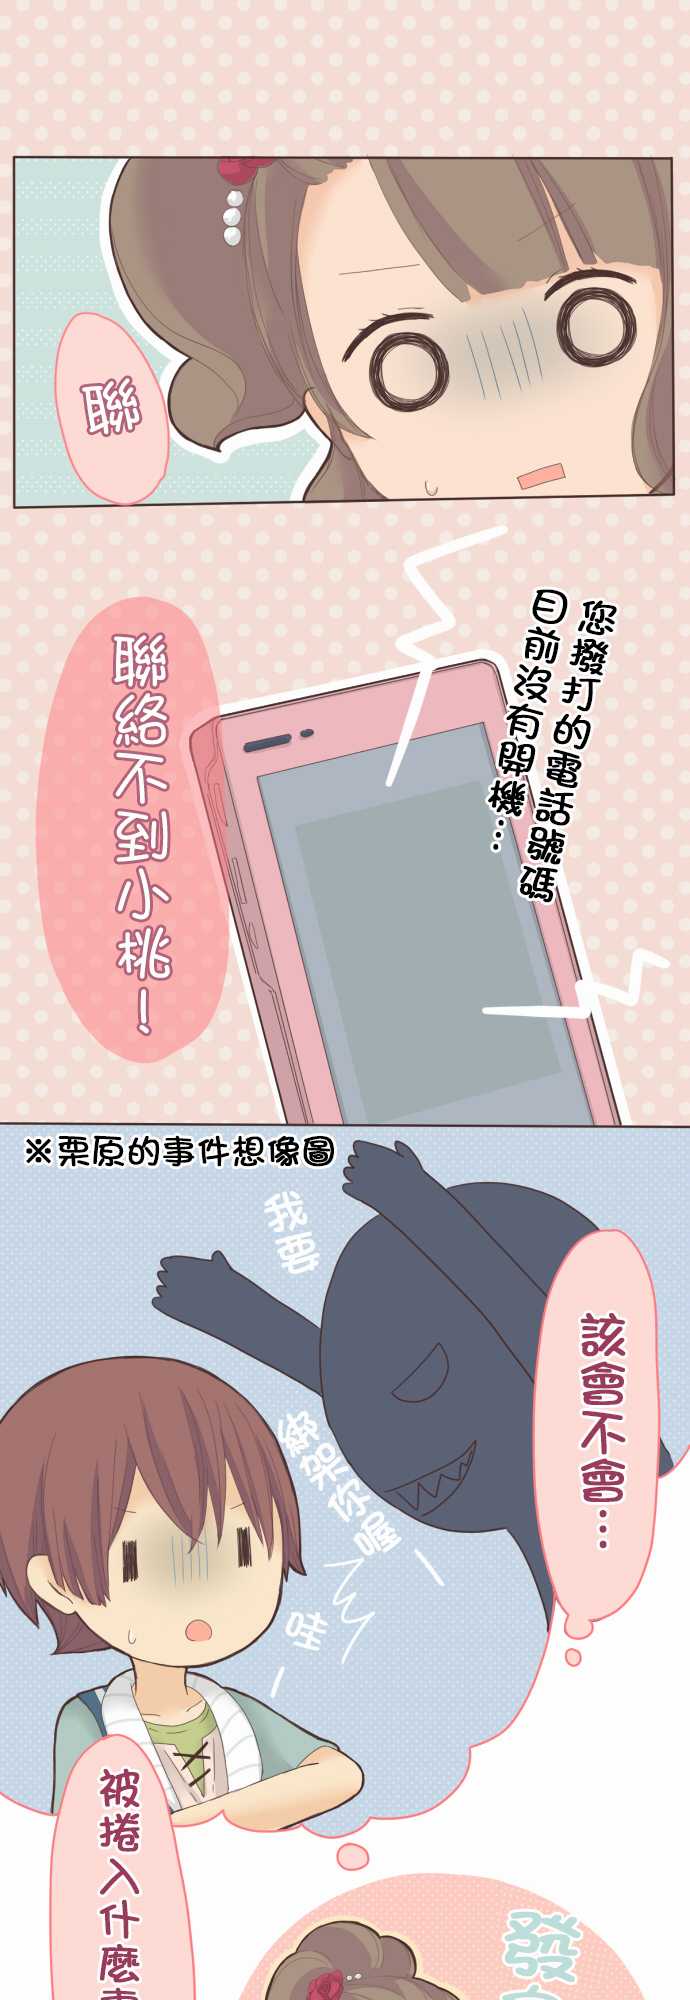 聯
您撥打的電話號碼
目前沒有開機…
聯絡不到小桃！
※栗原的事件想像圖
該會不會…
我要
綁架你喔
哇
被捲入什麼
發